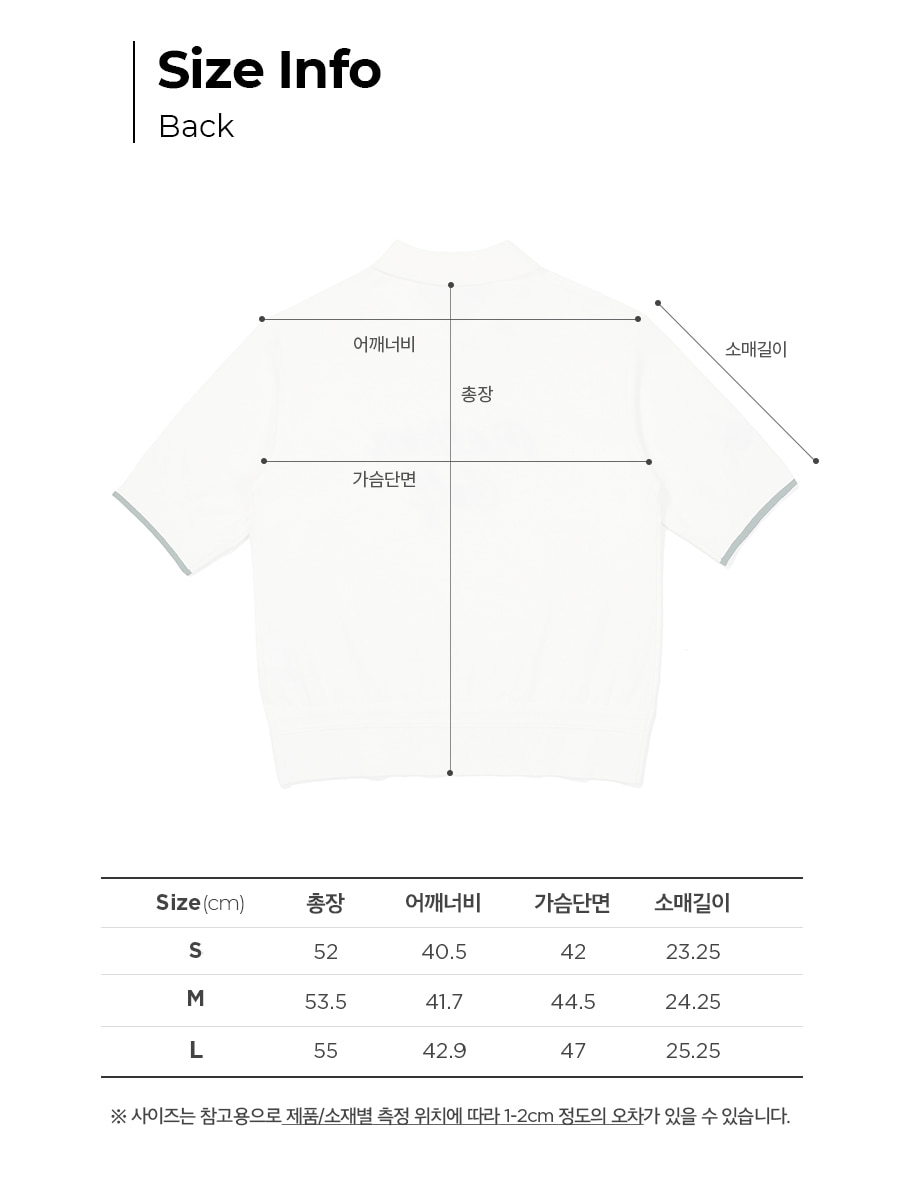 Size Info
Back
어깨너비
소매길이
총장
가슴단면
Size(cm) 총장 어깨너비 가슴단면 소매길이
S 52 40.5 42 23.25
M 53.5 41.7 44.5 24.25
L 55 42.9 47 25.25
※ 사이즈는 참고용으로 제품/소재별 측정 위치에 따라 1-2cm 정도의 오차가 있을 수 있습니다.